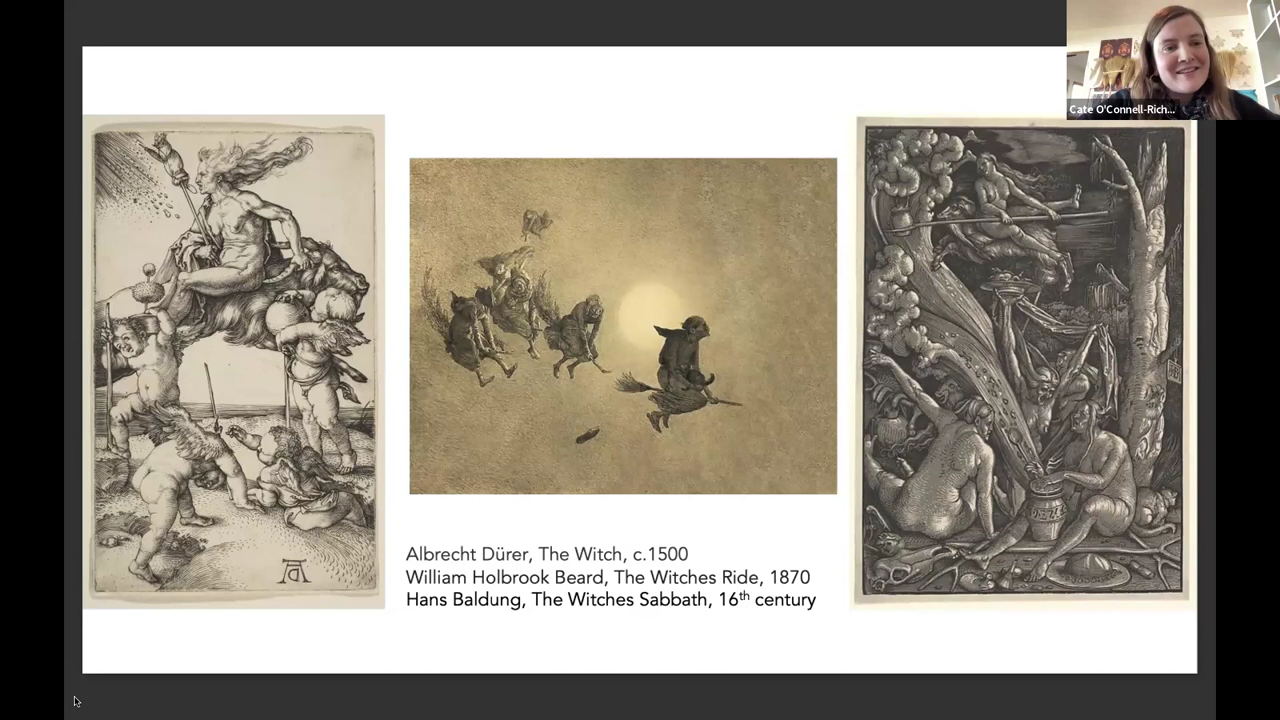 Cate O'Connell-Rich...
Albrecht Dürer, The Witch, c.1500
William Holbrook Beard, The Witches Ride, 1870
Hans Baldung, The Witches Sabbath, 16th century
AD